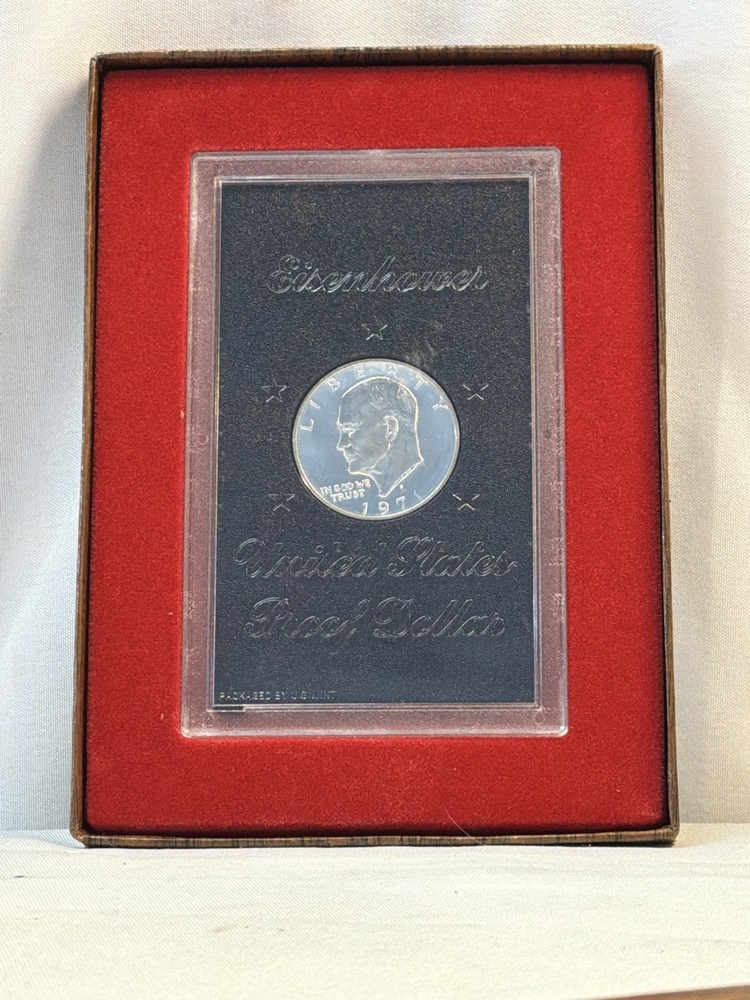 Eisenhower
LIBERTY
IN GOD WE
TRUST
1971
United States
Proof Dollar
PACKAGED BY U.S. MINT